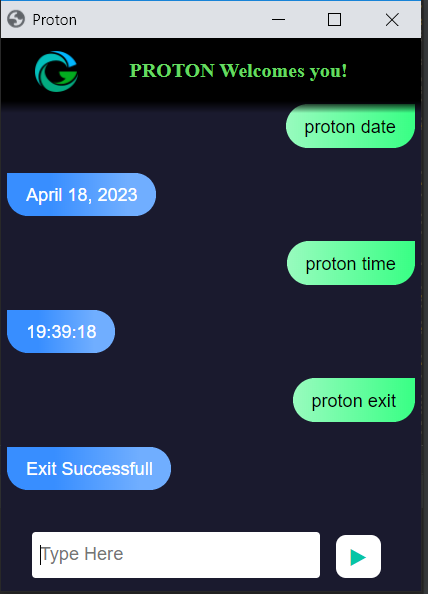 Proton
PROTON Welcomes you!
proton date
April 18, 2023
proton time
19:39:18
proton exit
Exit Successfull
Type Here